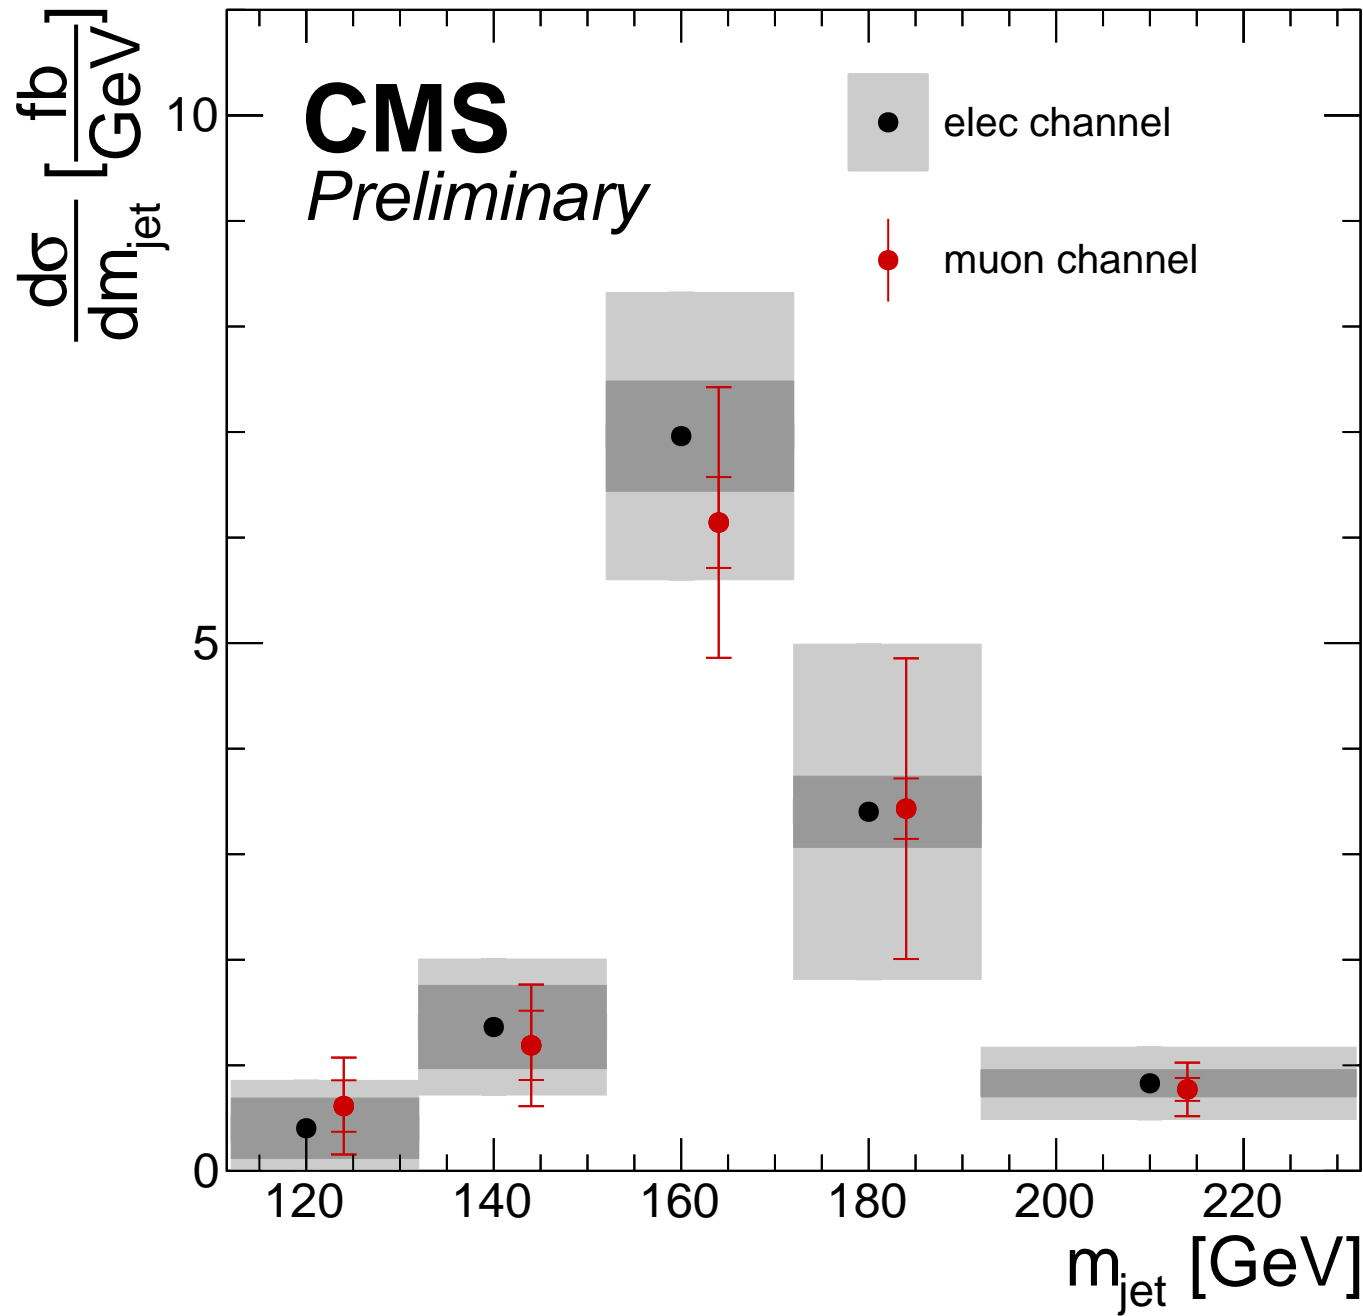 dσ/dm_jet [fb/GeV]
CMS
Preliminary
elec channel
muon channel
10
5
0
120 140 160 180 200 220
m_jet [GeV]